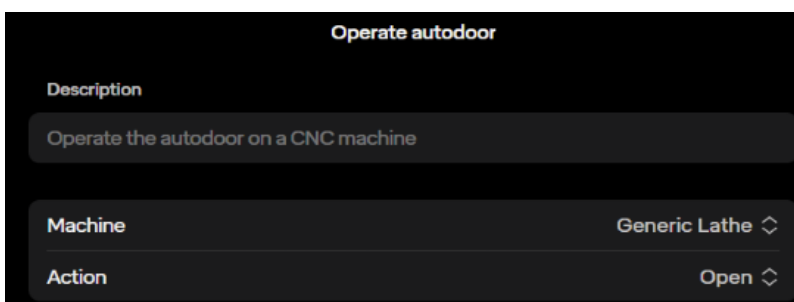 Operate autodoor
Description
Operate the autodoor on a CNC machine
Machine Generic Lathe
Action Open